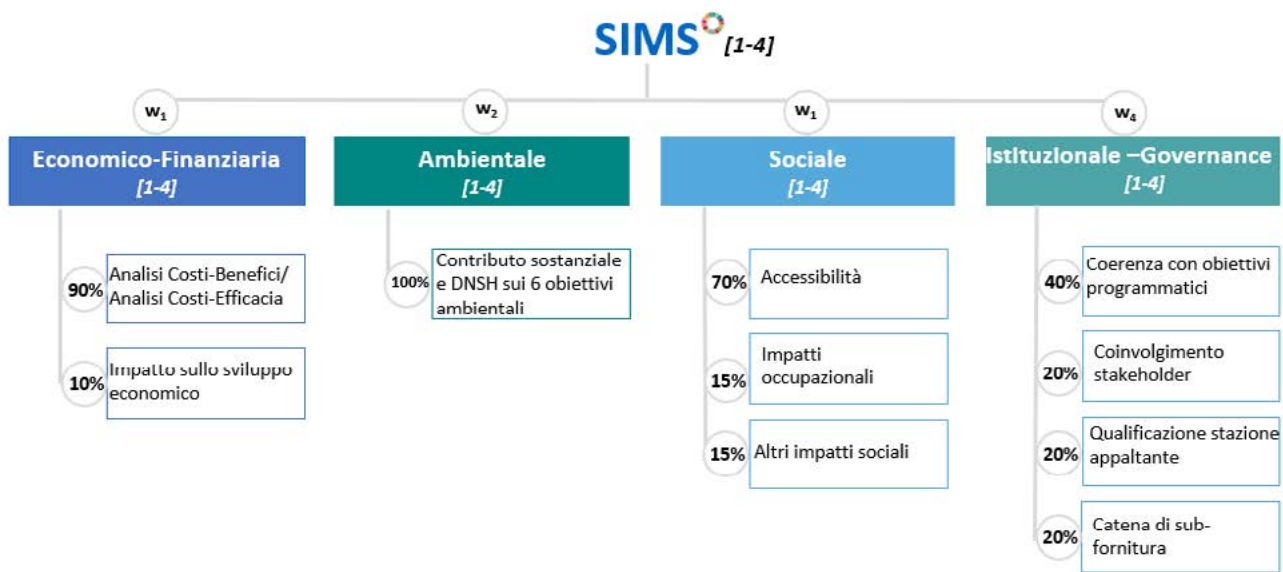 SIMS [1-4]
w1
w2
w1
w4
Economico-Finanziaria
[1-4]
Ambientale
[1-4]
Sociale
[1-4]
Istituzionale –Governance
[1-4]
90%
Analisi Costi-Benefici/
Analisi Costi-Efficacia
10%
Impatto sullo sviluppo
economico
100%
Contributo sostanziale
e DNSH sui 6 obiettivi
ambientali
70%
Accessibilità
15%
Impatti
occupazionali
15%
Altri impatti sociali
40%
Coerenza con obiettivi
programmatici
20%
Coinvolgimento
stakeholder
20%
Qualificazione stazione
appaltante
20%
Catena di sub-
fornitura